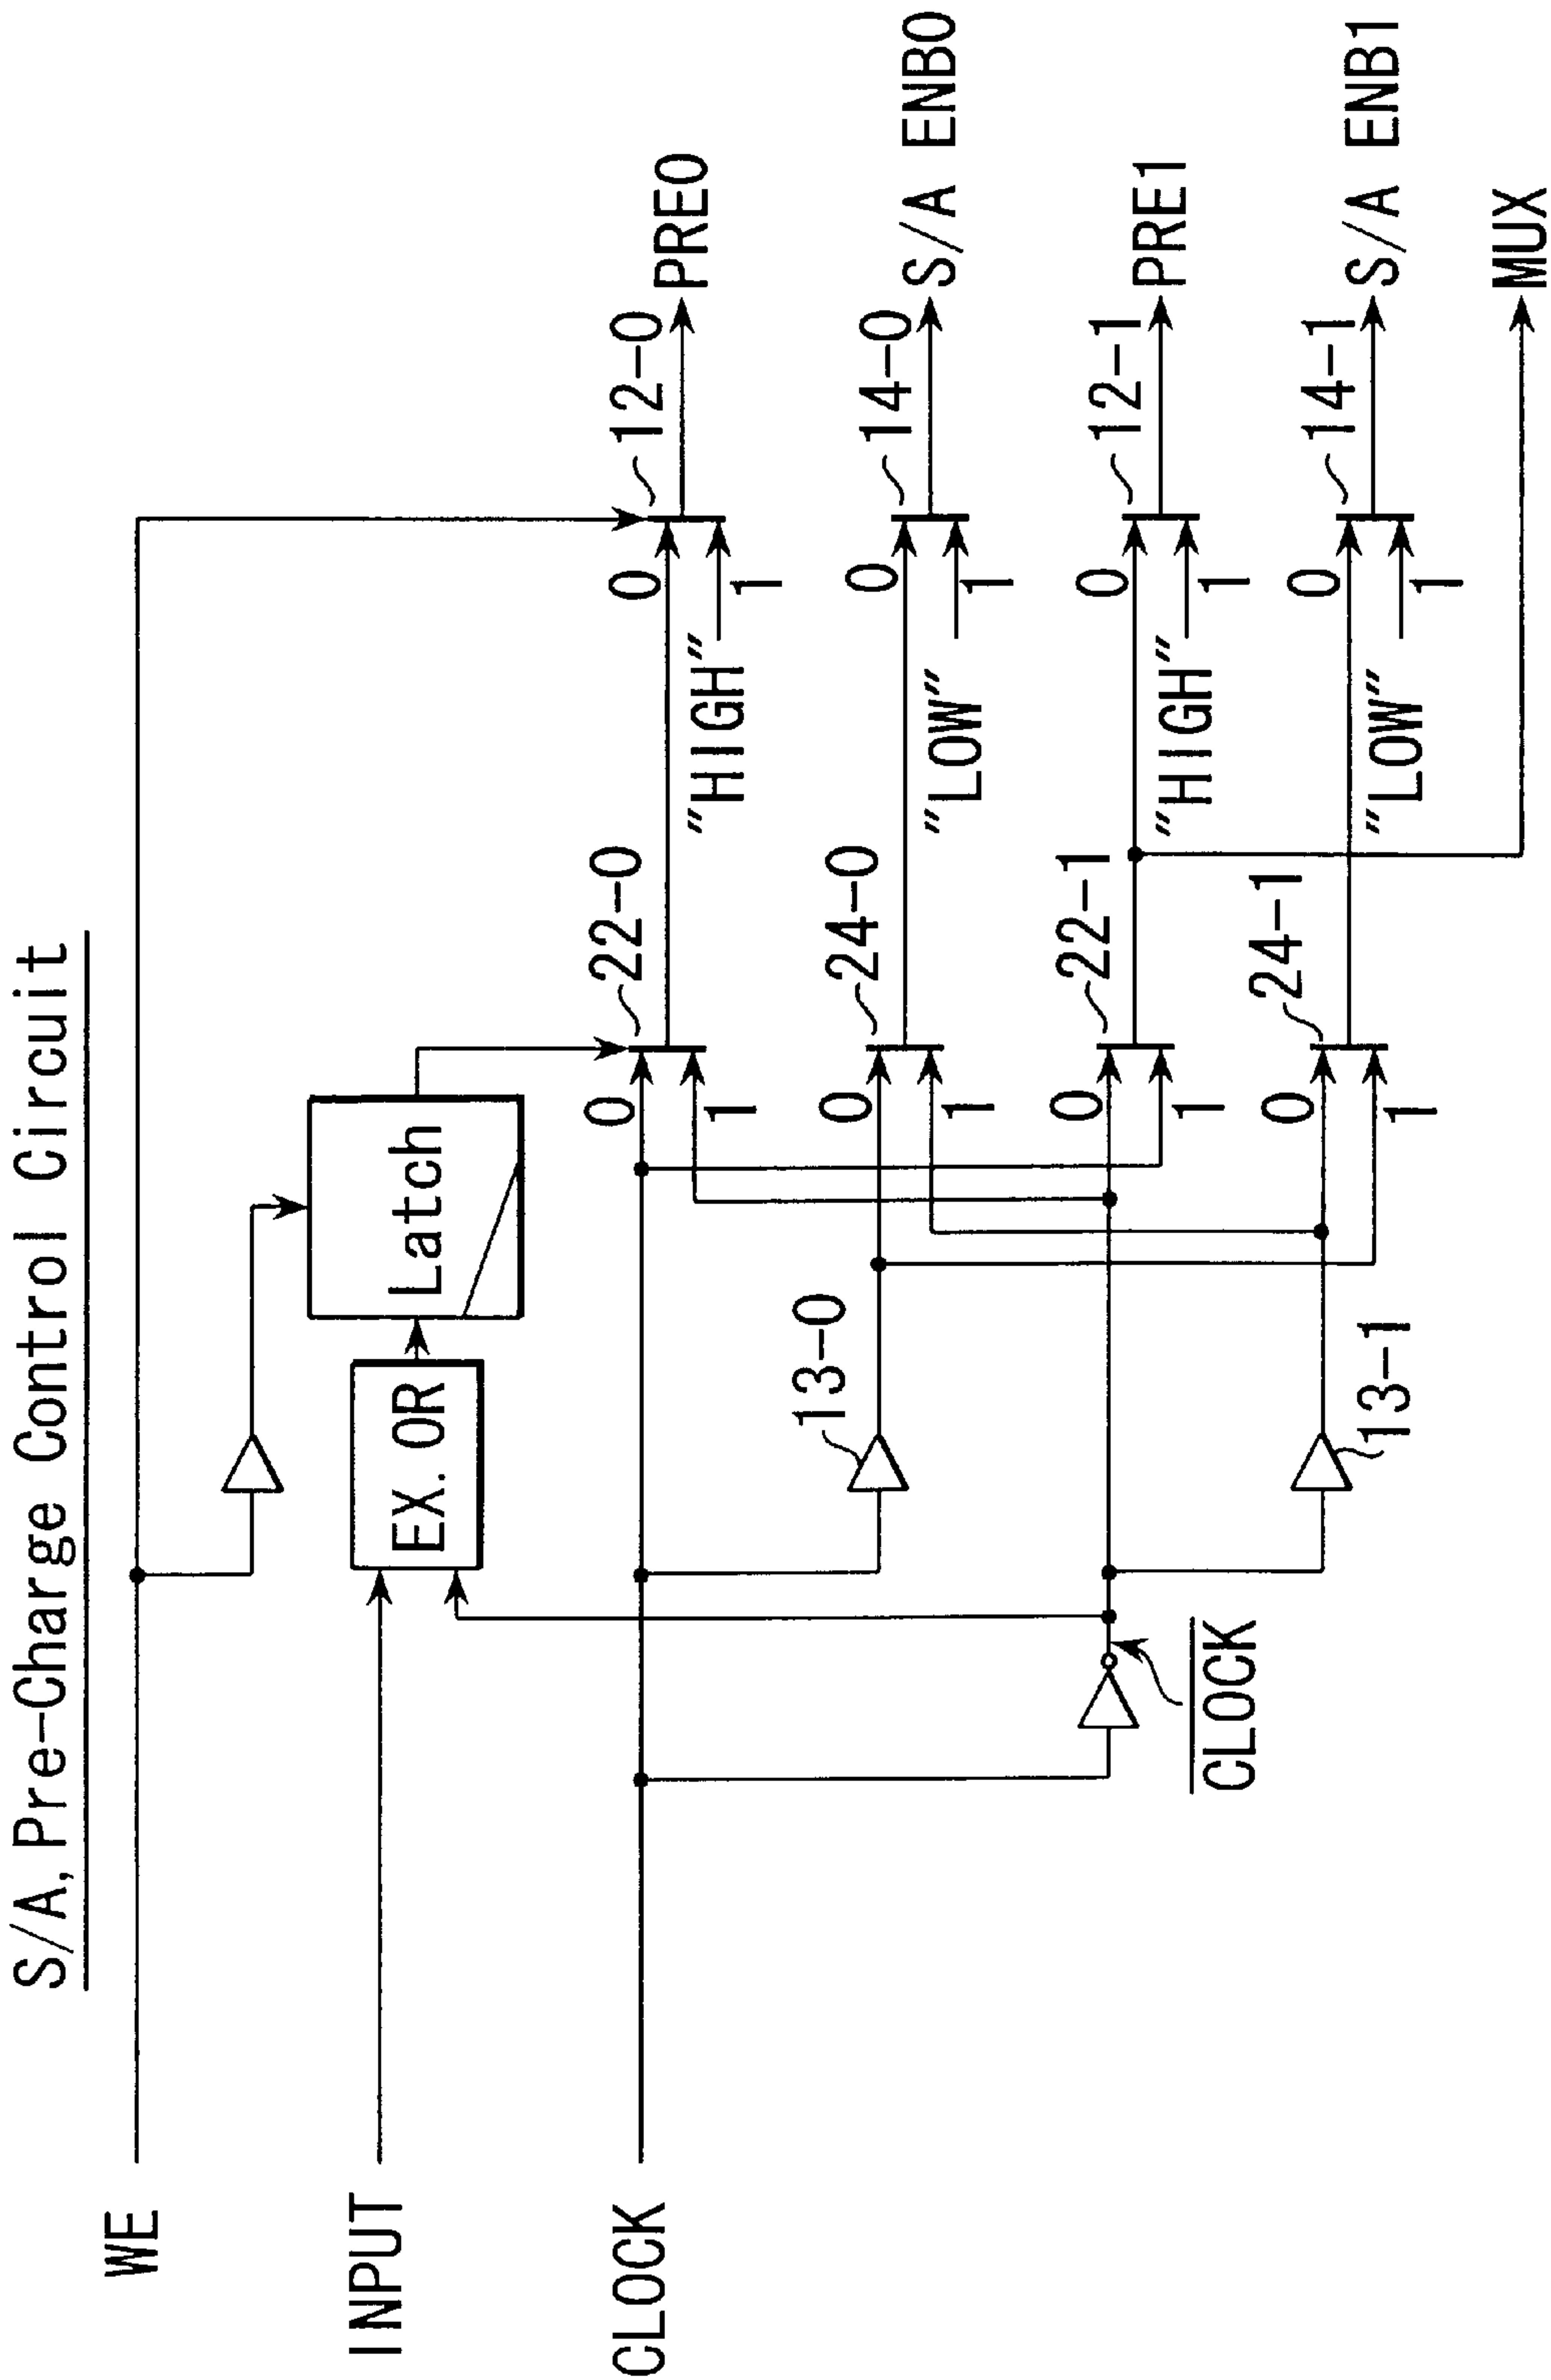 S/A, Pre-Charge Control Circuit
WE
INPUT
CLOCK
EX. OR
Latch
CLOCK
13-0
13-1
22-0
0
1
24-0
0
1
22-1
0
1
24-1
0
1
12-0
0
"HIGH"
1
PRE0
14-0
0
"LOW"
1
S/A ENB0
12-1
0
"HIGH"
1
PRE1
14-1
0
"LOW"
1
S/A ENB1
MUX